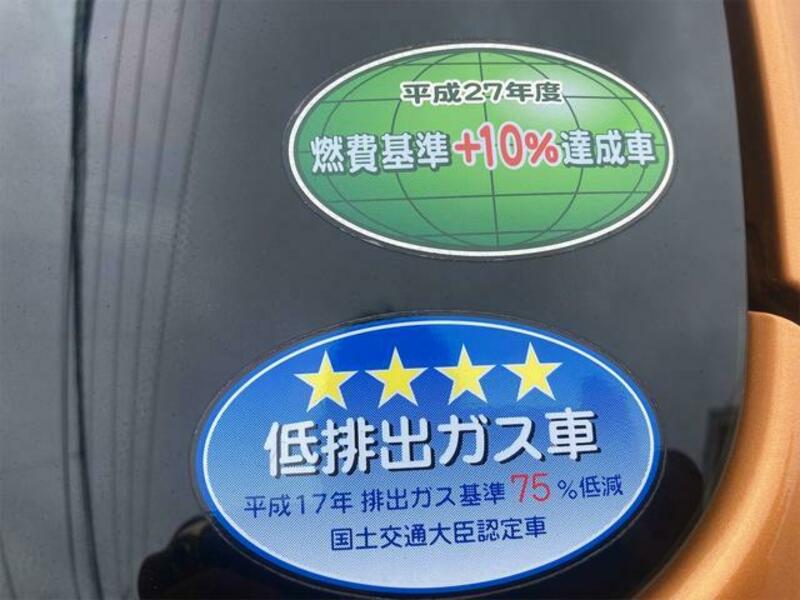 平成27年度
燃費基準+10%達成車
低排出ガス車
平成17年 排出ガス基準 75 %低減
国土交通大臣認定車